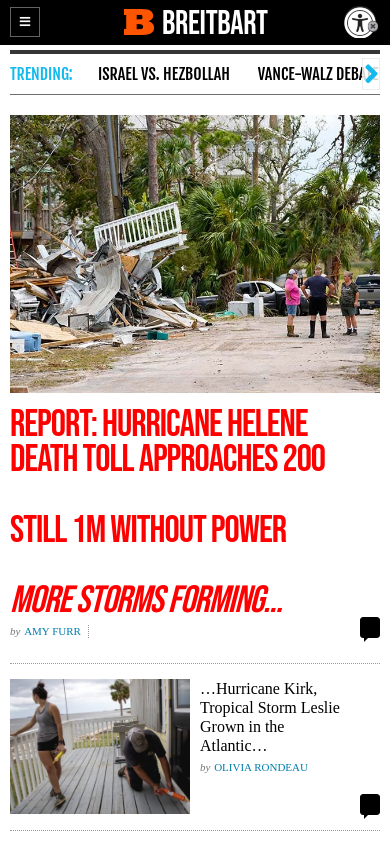 BREITBART
TRENDING:
ISRAEL VS. HEZBOLLAH
VANCE-WALZ DEBA
REPORT: HURRICANE HELENE
DEATH TOLL APPROACHES 200
STILL 1M WITHOUT POWER
MORE STORMS FORMING...
by AMY FURR
…Hurricane Kirk,
Tropical Storm Leslie
Grown in the
Atlantic…
by OLIVIA RONDEAU